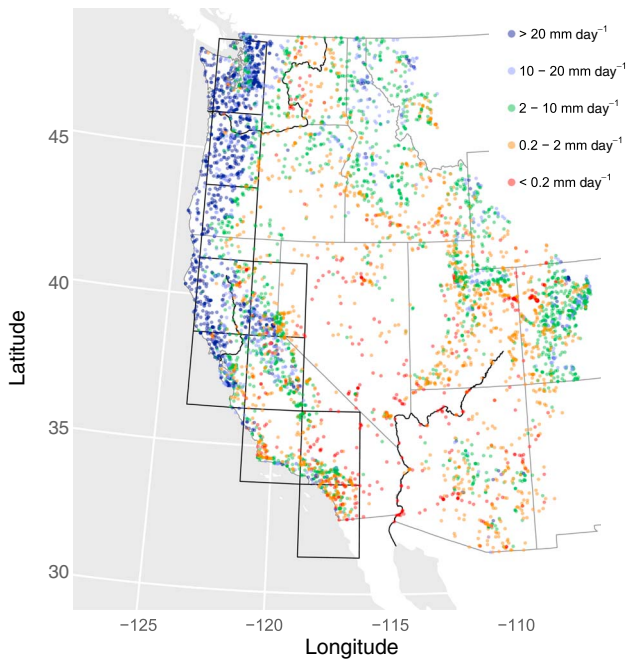 > 20 mm day⁻¹
10 − 20 mm day⁻¹
2 − 10 mm day⁻¹
0.2 − 2 mm day⁻¹
< 0.2 mm day⁻¹
45
40
35
30
Latitude
−125 −120 −115 −110
Longitude